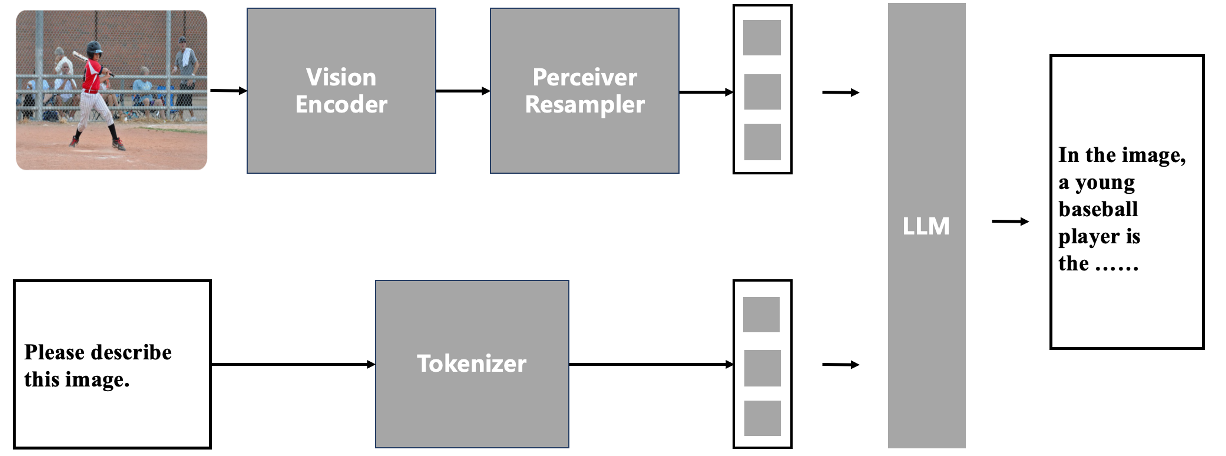 Vision
Encoder
Perceiver
Resampler
LLM
In the image,
a young
baseball
player is
the ……
Please describe
this image.
Tokenizer